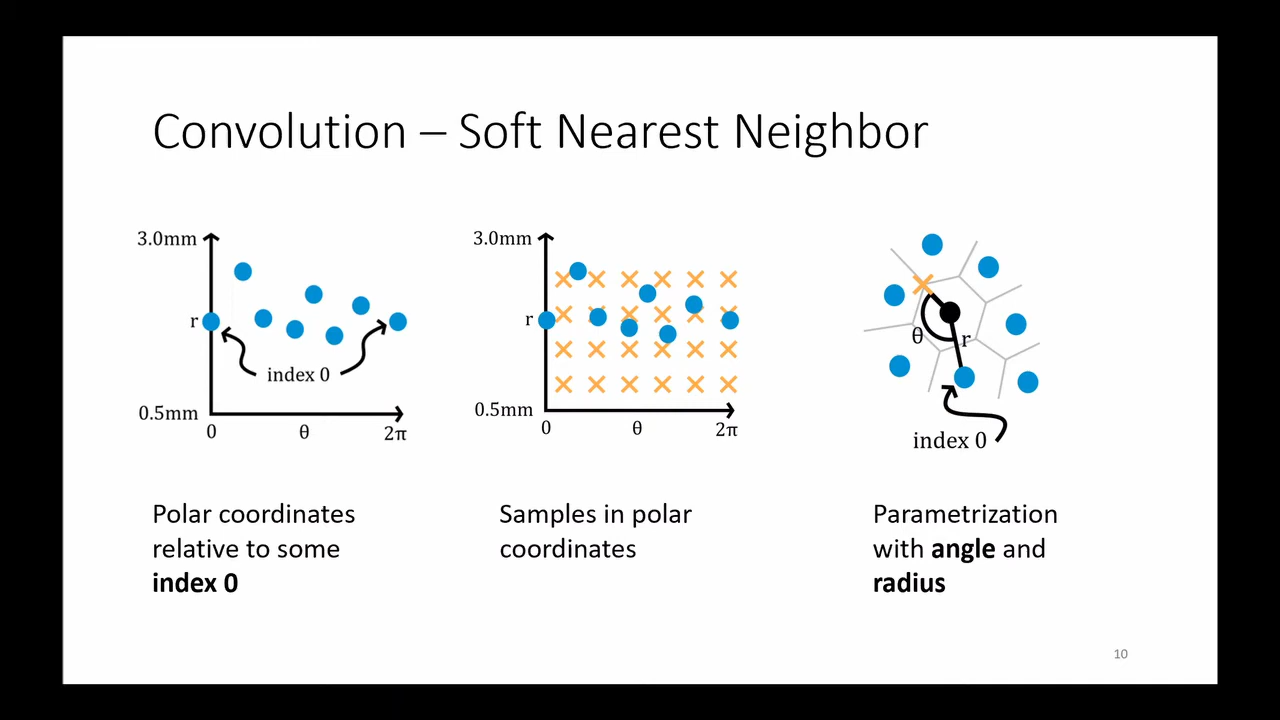 Convolution – Soft Nearest Neighbor
3.0mm
r
index 0
0.5mm
0
θ
2π
3.0mm
r
0.5mm
0
θ
2π
θ
r
index 0
Polar coordinates
relative to some
index 0
Samples in polar
coordinates
Parametrization
with angle and
radius
10